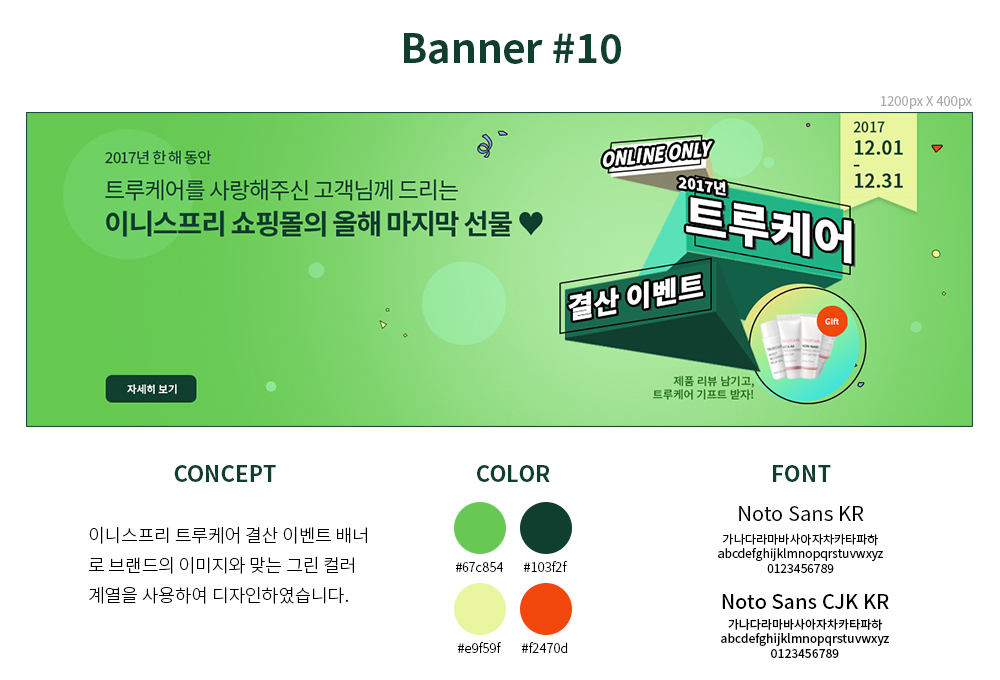 Banner #10
1200px X 400px
2017년 한 해 동안
트루케어를 사랑해주신 고객님께 드리는
이니스프리 쇼핑몰의 올해 마지막 선물 ♥
자세히 보기
ONLINE ONLY
2017년
트루케어
결산 이벤트
Gift
제품 리뷰 남기고,
트루케어 기프트 받자!
2017
12.01
-
12.31
CONCEPT
이니스프리 트루케어 결산 이벤트 배너
로 브랜드의 이미지와 맞는 그린 컬러
계열을 사용하여 디자인하였습니다.
COLOR
#67c854
#103f2f
#e9f59f
#f2470d
FONT
Noto Sans KR
가나다라마바사아자차카타파하
abcdefghijklmnopqrstuvwxyz
0123456789
Noto Sans CJK KR
가나다라마바사아자차카타파하
abcdefghijklmnopqrstuvwxyz
0123456789